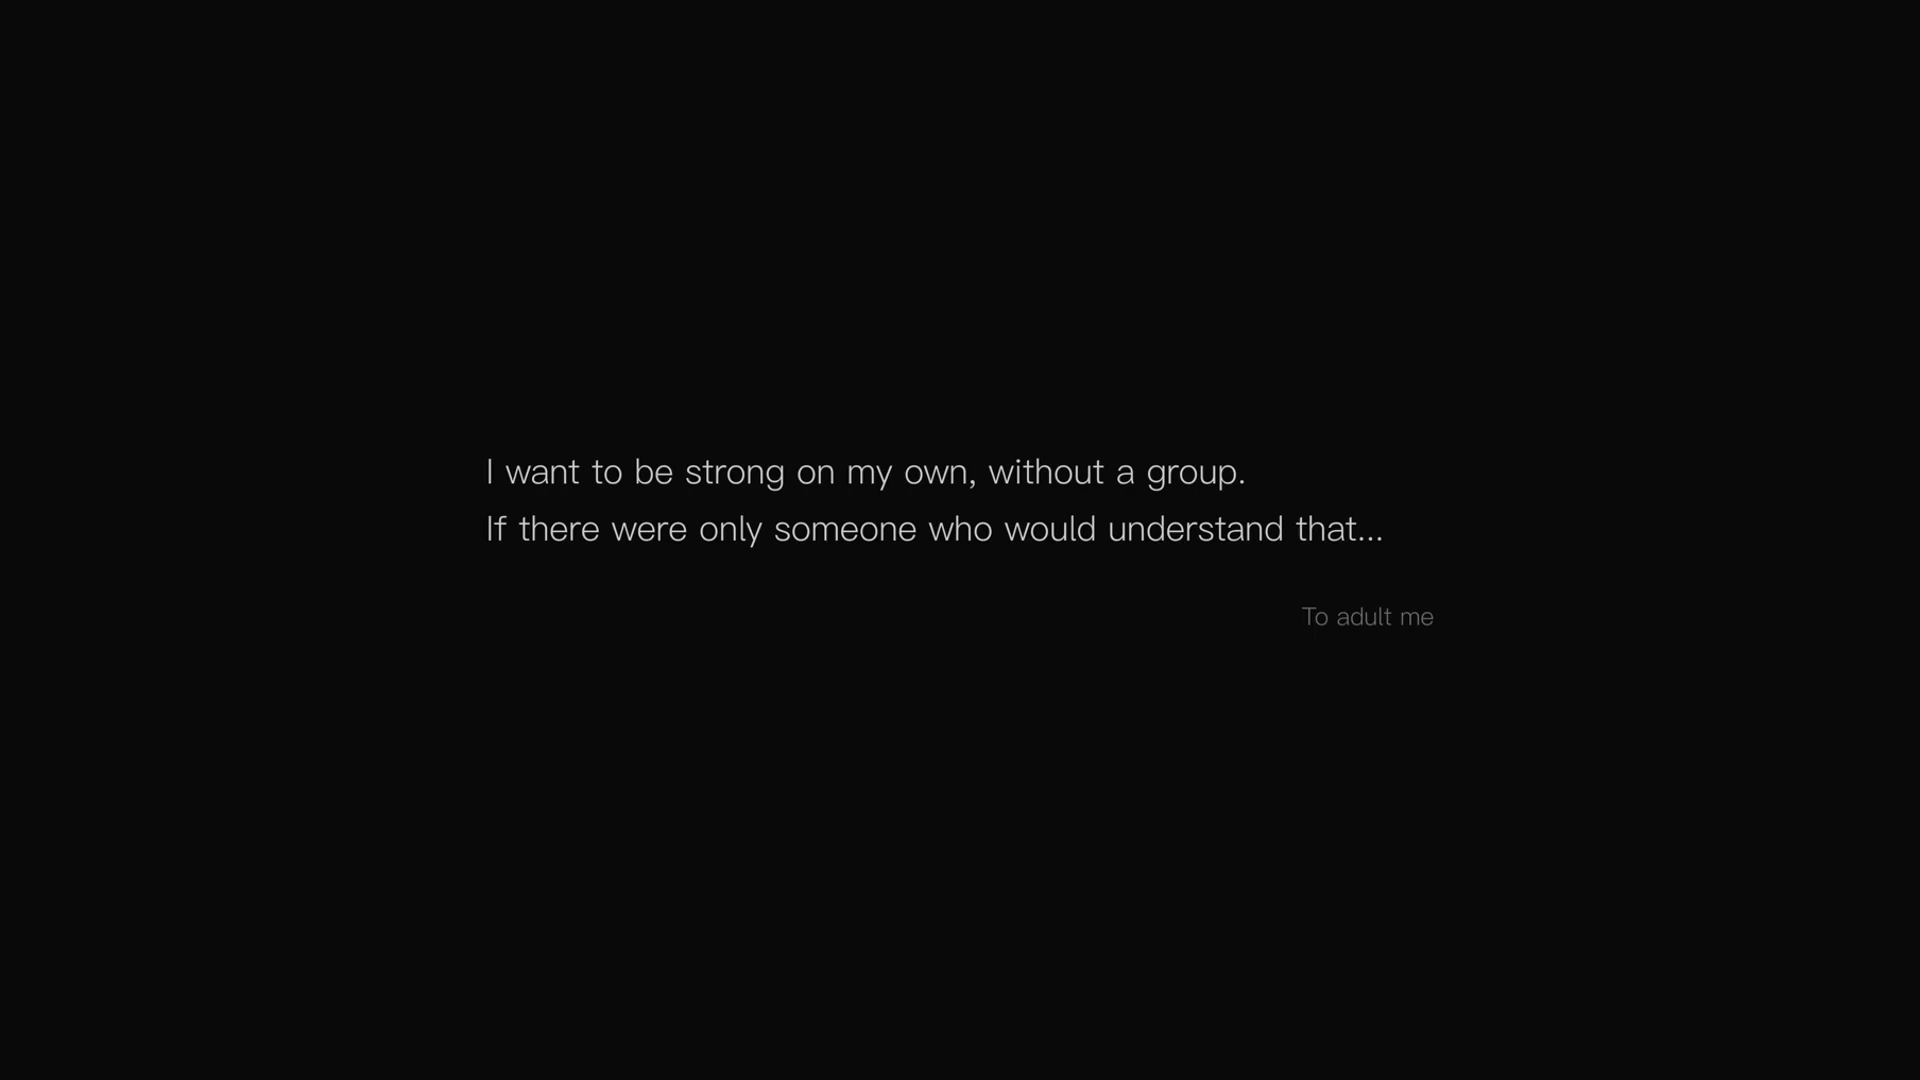 I want to be strong on my own, without a group.
If there were only someone who would understand that...
To adult me